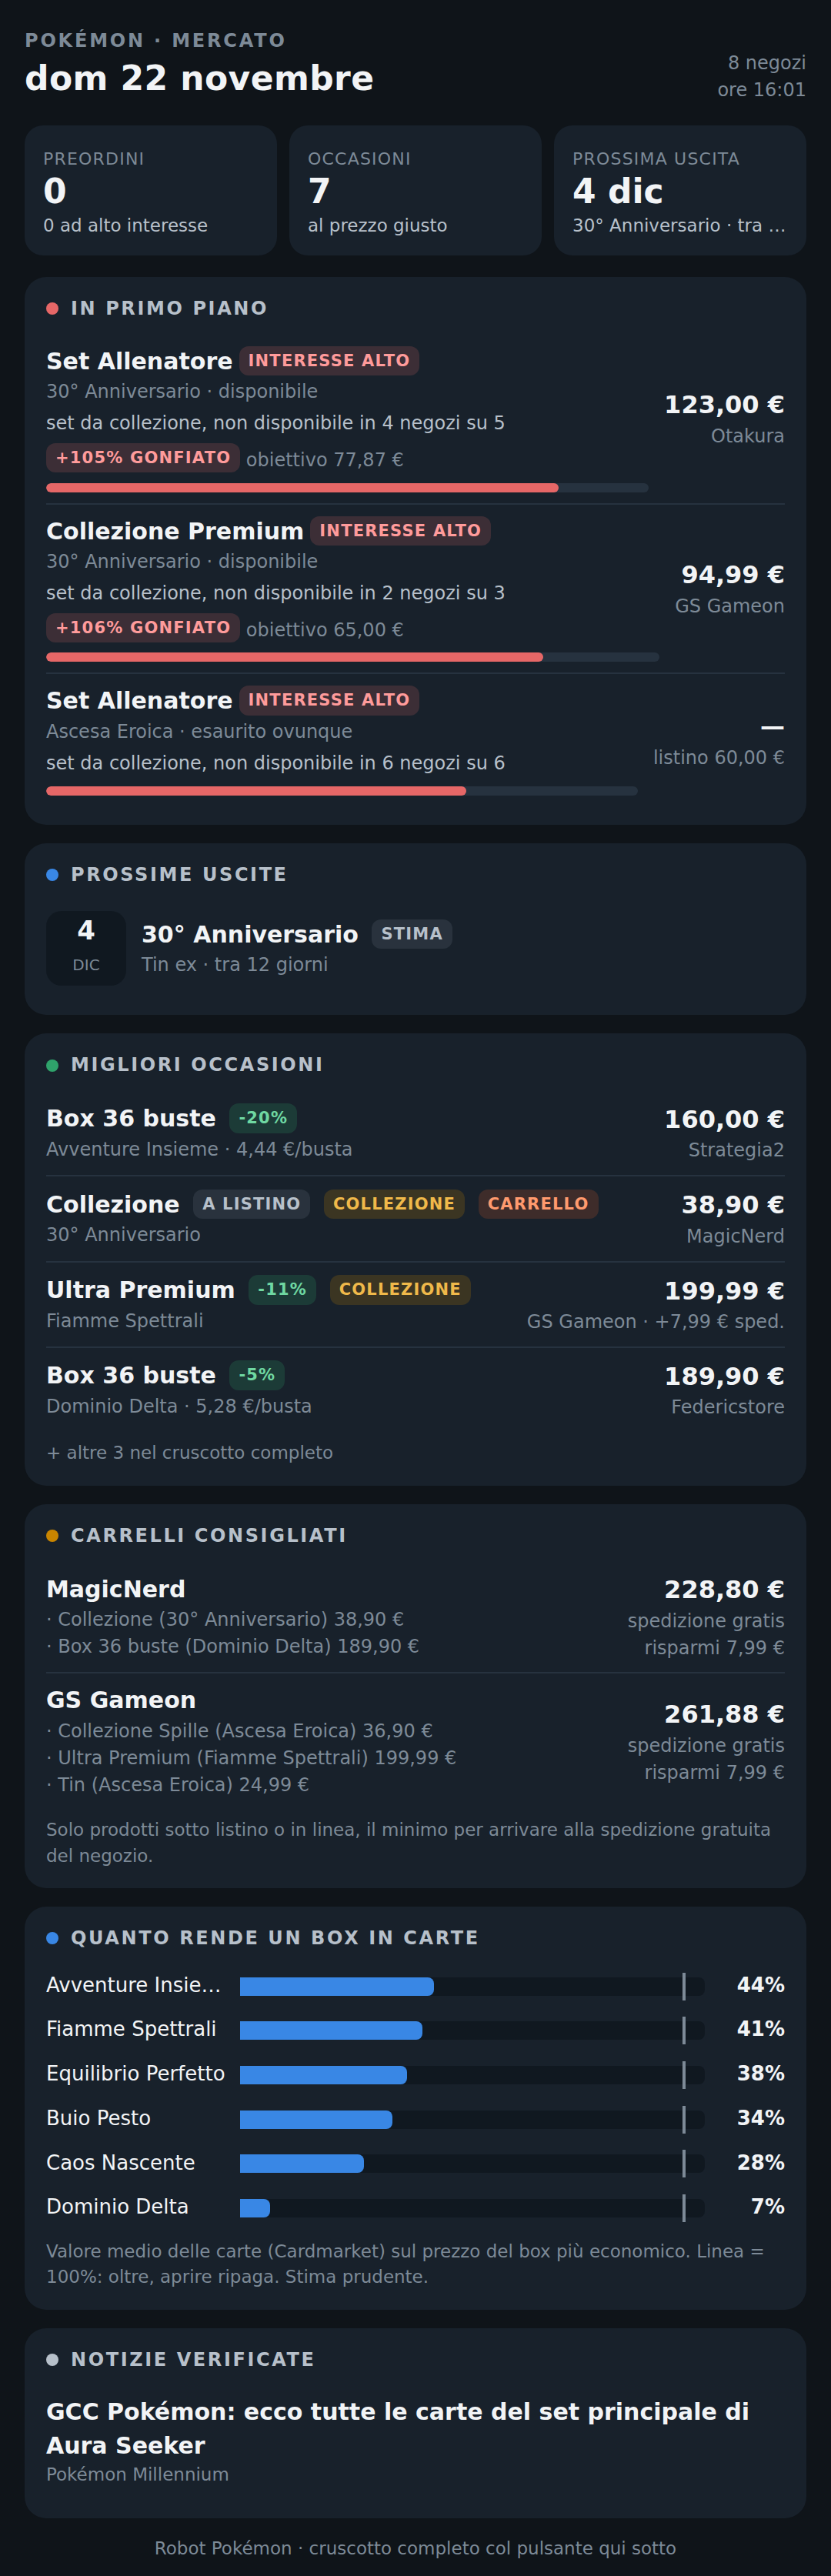 POKÉMON · MERCATO
dom 22 novembre
8 negozi
ore 16:01
PREORDINI
0
0 ad alto interesse
OCCASIONI
7
al prezzo giusto
PROSSIMA USCITA
4 dic
30° Anniversario · tra …
IN PRIMO PIANO
Set Allenatore INTERESSE ALTO
30° Anniversario · disponibile
set da collezione, non disponibile in 4 negozi su 5
+105% GONFIATO obiettivo 77,87 €
123,00 €
Otakura
Collezione Premium INTERESSE ALTO
30° Anniversario · disponibile
set da collezione, non disponibile in 2 negozi su 3
+106% GONFIATO obiettivo 65,00 €
94,99 €
GS Gameon
Set Allenatore INTERESSE ALTO
Ascesa Eroica · esaurito ovunque
set da collezione, non disponibile in 6 negozi su 6
—
listino 60,00 €
PROSSIME USCITE
4
DIC
30° Anniversario STIMA
Tin ex · tra 12 giorni
MIGLIORI OCCASIONI
Box 36 buste -20%
Avventure Insieme · 4,44 €/busta
160,00 €
Strategia2
Collezione A LISTINO COLLEZIONE CARRELLO
30° Anniversario
38,90 €
MagicNerd
Ultra Premium -11% COLLEZIONE
Fiamme Spettrali
199,99 €
GS Gameon · +7,99 € sped.
Box 36 buste -5%
Dominio Delta · 5,28 €/busta
189,90 €
Federicstore
+ altre 3 nel cruscotto completo
CARRELLI CONSIGLIATI
MagicNerd
· Collezione (30° Anniversario) 38,90 €
· Box 36 buste (Dominio Delta) 189,90 €
228,80 €
spedizione gratis
risparmi 7,99 €
GS Gameon
· Collezione Spille (Ascesa Eroica) 36,90 €
· Ultra Premium (Fiamme Spettrali) 199,99 €
· Tin (Ascesa Eroica) 24,99 €
261,88 €
spedizione gratis
risparmi 7,99 €
Solo prodotti sotto listino o in linea, il minimo per arrivare alla spedizione gratuita
del negozio.
QUANTO RENDE UN BOX IN CARTE
Avventure Insie… 44%
Fiamme Spettrali 41%
Equilibrio Perfetto 38%
Buio Pesto 34%
Caos Nascente 28%
Dominio Delta 7%
Valore medio delle carte (Cardmarket) sul prezzo del box più economico. Linea =
100%: oltre, aprire ripaga. Stima prudente.
NOTIZIE VERIFICATE
GCC Pokémon: ecco tutte le carte del set principale di
Aura Seeker
Pokémon Millennium
Robot Pokémon · cruscotto completo col pulsante qui sotto